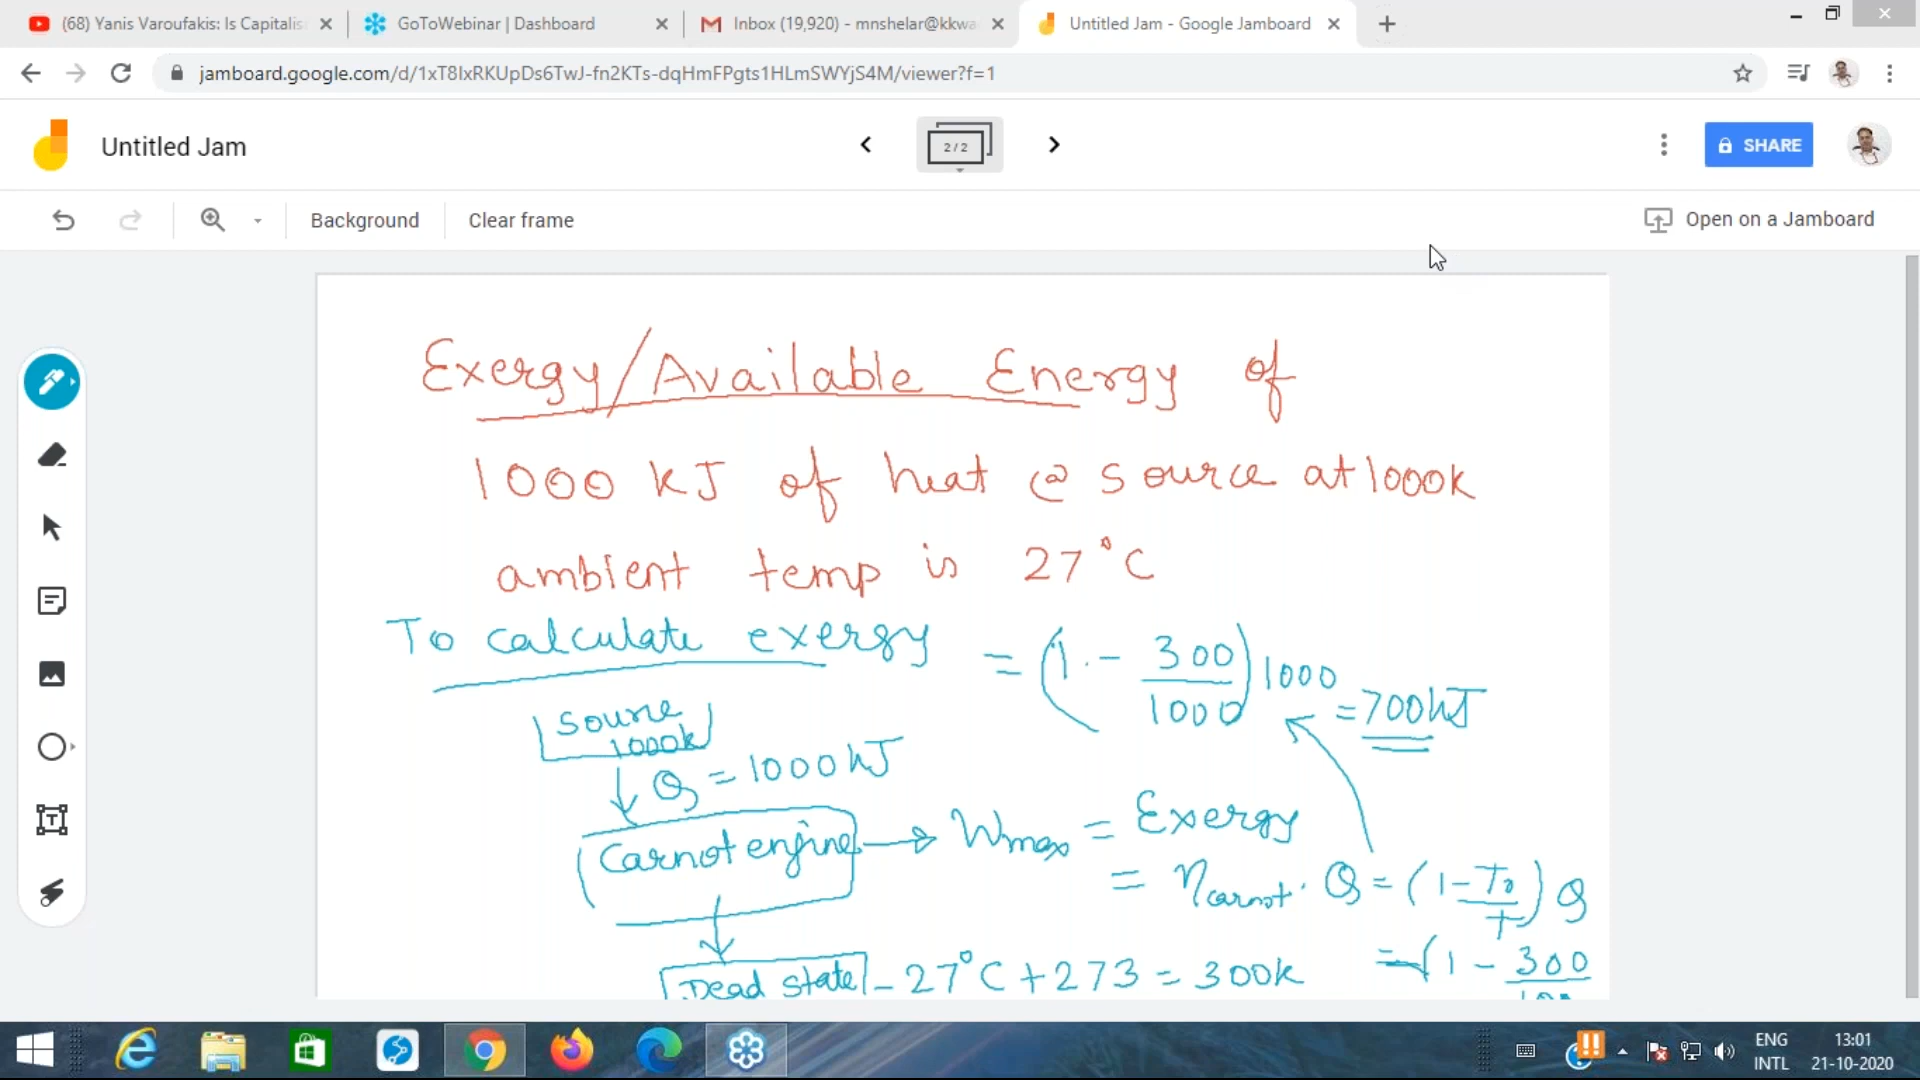 (68) Yanis Varoufakis: Is Capitalis
GoToWebinar | Dashboard
Inbox (19,920) - mnshelar@kkwa
Untitled Jam - Google Jamboard
jamboard.google.com/d/1xT8IxRKUpDs6TwJ-fn2KTs-dqHmFPgts1HLmSWYjS4M/viewer?f=1
Untitled Jam
2/2
SHARE
Background
Clear frame
Open on a Jamboard
Exergy/Available Energy of
1000 kJ of heat @ source at 1000k
ambient temp is 27°C
To calculate exergy = (1 - 300/1000) 1000 = 700kJ
Source
1000k
Q = 1000kJ
Carnot engine → Wmax = Exergy
= ηcarnot · Q = (1 - T0/T) Q
Dead state - 27°C + 273 = 300k
= (1 - 300
ENG
INTL
13:01
21-10-2020